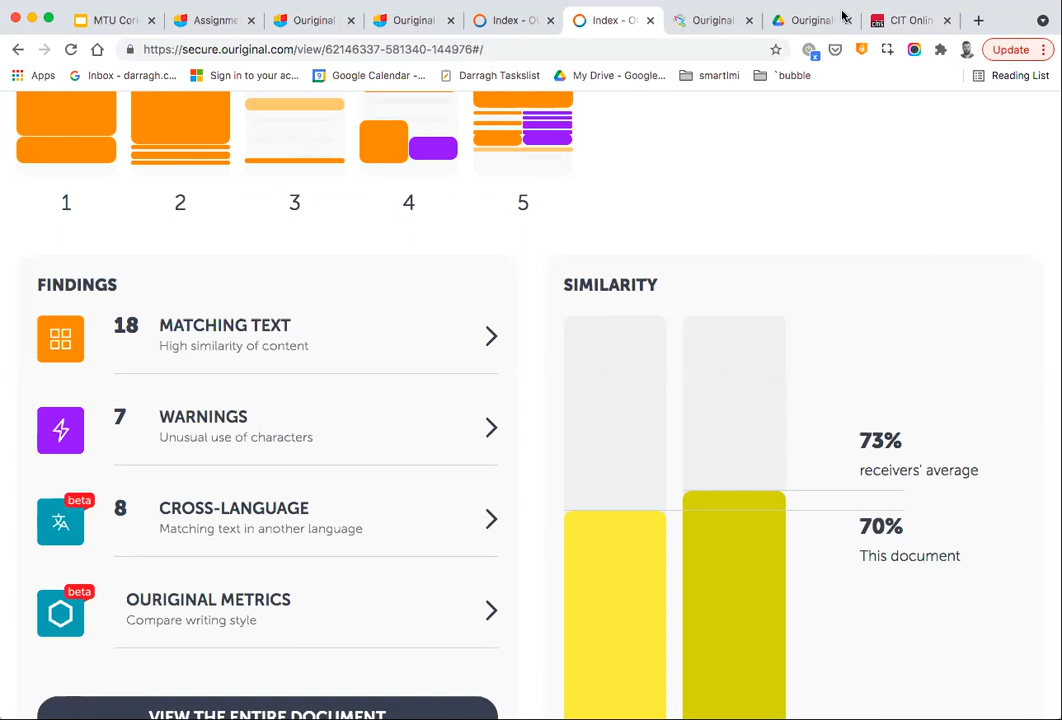 MTU Cork
Assignme
Ouriginal
Ouriginal
Index - OU
Index - OU
Ouriginal
Ouriginal
CIT Onlin
https://secure.ouriginal.com/view/62146337-581340-144976#/
Update
Apps
Inbox - darragh.c...
Sign in to your ac...
Google Calendar -...
Darragh Tasklist
My Drive - Google...
smartlmi
`bubble
Reading List
1
2
3
4
5
FINDINGS
18 MATCHING TEXT
High similarity of content
7 WARNINGS
Unusual use of characters
beta
8 CROSS-LANGUAGE
Matching text in another language
beta
OURIGINAL METRICS
Compare writing style
VIEW THE ENTIRE DOCUMENT
SIMILARITY
73%
receivers' average
70%
This document